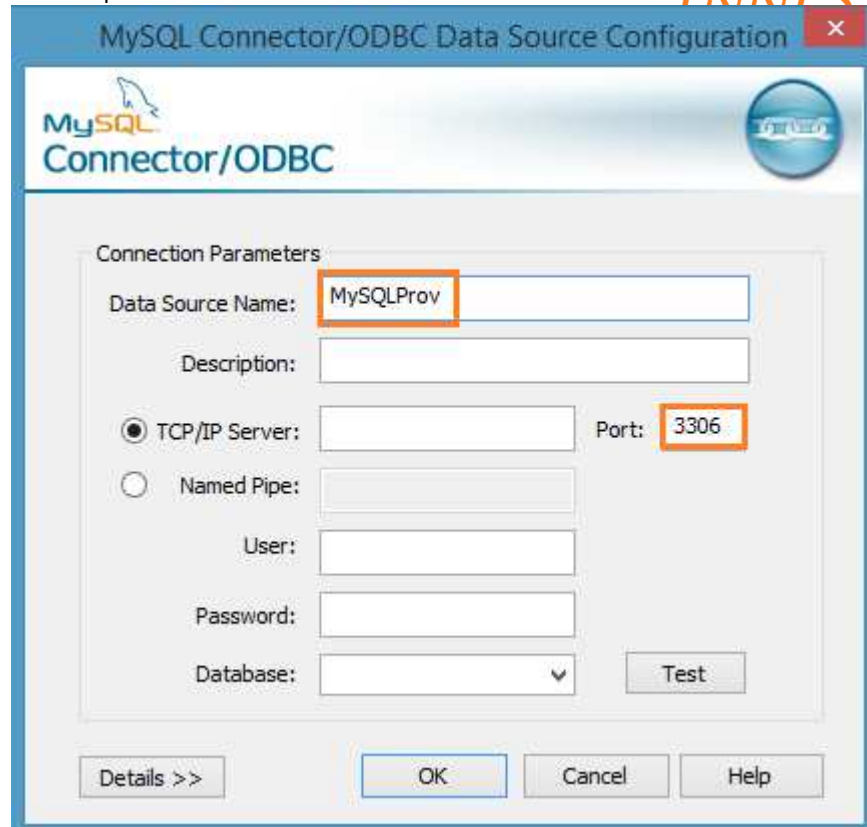 MySQL Connector/ODBC Data Source Configuration
MySQL
Connector/ODBC
Connection Parameters
Data Source Name: MySQLProv
Description:
TCP/IP Server: Port: 3306
Named Pipe:
User:
Password:
Database: Test
Details >> OK Cancel Help